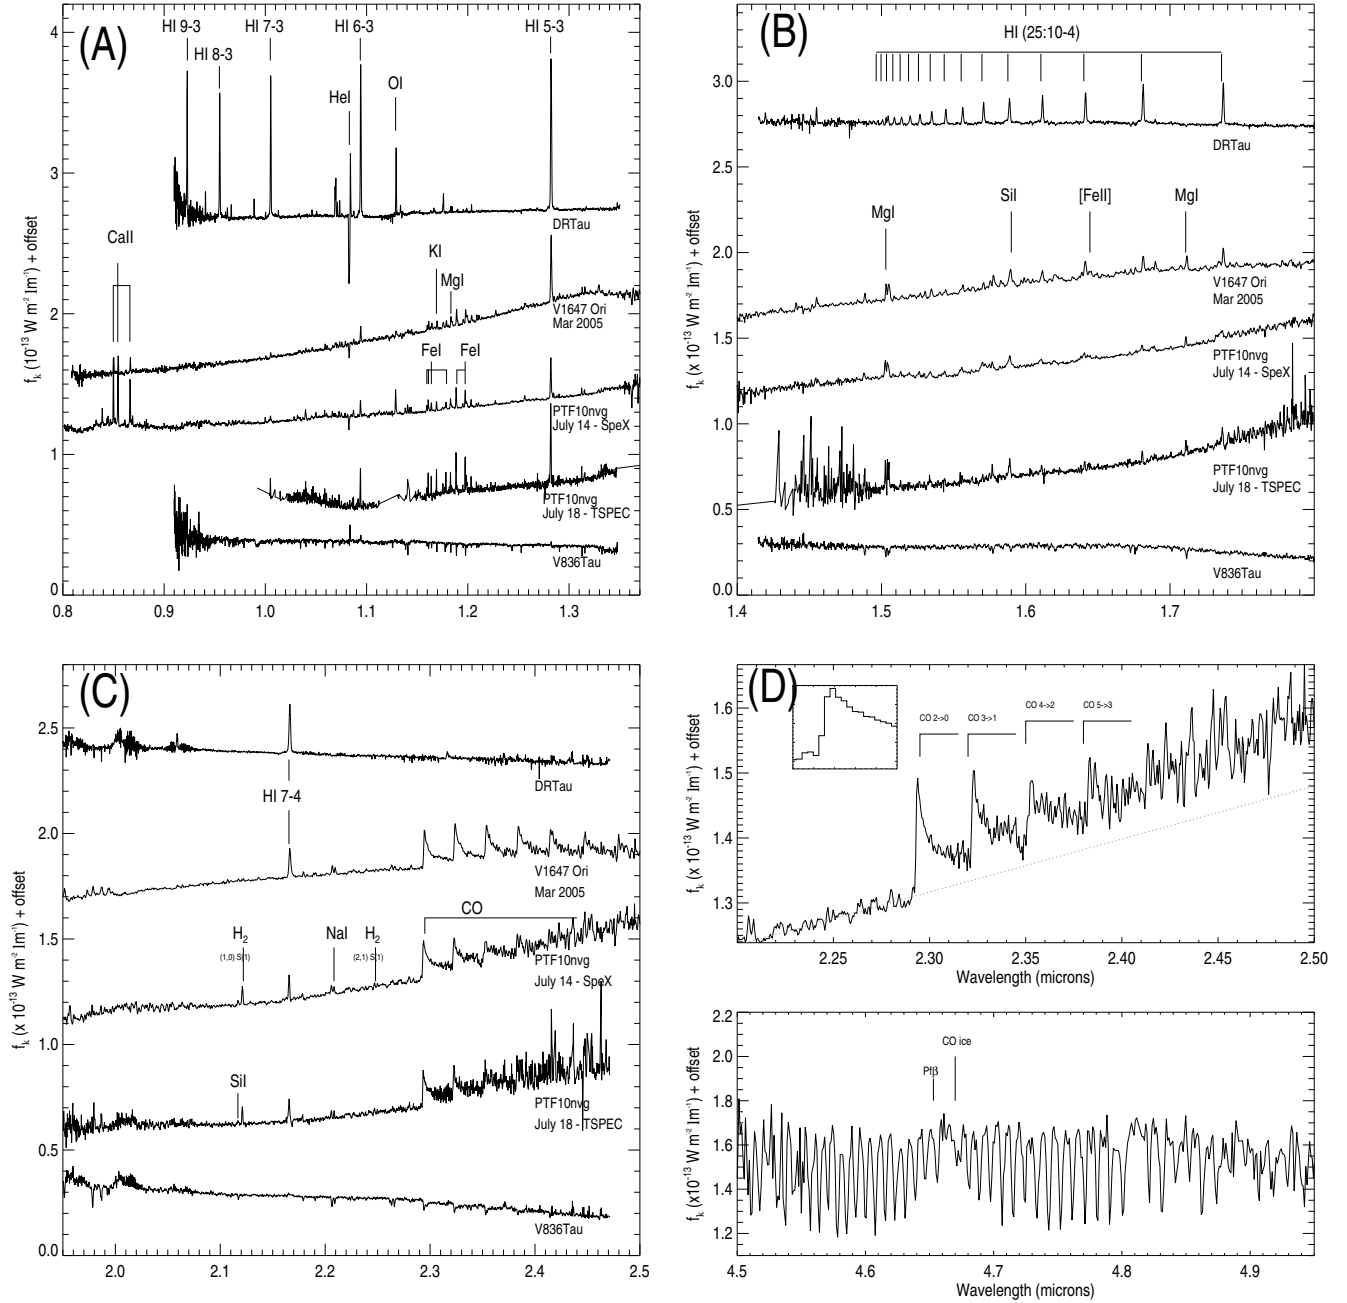 (A)
HI 9-3
HI 7-3
HI 6-3
HI 5-3
HI 8-3
HeI
OI
DRTau
CaII
KI
MgI
V1647 Ori
Mar 2005
FeI
FeI
PTF10nvg
July 14 - SpeX
PTF10nvg
July 18 - TSPEC
V836Tau
f_k (10^-13 W m^-2 lm^-1) + offset
4
3
2
1
0
0.8
0.9
1.0
1.1
1.2
1.3
(B)
HI (25:10-4)
DRTau
MgI
SiI
[FeII]
MgI
V1647 Ori
Mar 2005
PTF10nvg
July 14 - SpeX
PTF10nvg
July 18 - TSPEC
V836Tau
f_k (x 10^-13 W m^-2 lm^-1) + offset
3.0
2.5
2.0
1.5
1.0
0.5
0.0
1.4
1.5
1.6
1.7
(C)
DRTau
HI 7-4
V1647 Ori
Mar 2005
CO
H2
(1,0) S(1)
NaI
H2
(2,1) S(1)
PTF10nvg
July 14 - SpeX
SiI
PTF10nvg
July 18 - TSPEC
V836Tau
f_k (x 10^-13 W m^-2 lm^-1) + offset
2.5
2.0
1.5
1.0
0.5
0.0
2.0
2.1
2.2
2.3
2.4
2.5
(D)
CO 2->0
CO 3->1
CO 4->2
CO 5->3
f_k (x 10^-13 W m^-2 lm^-1) + offset
1.6
1.5
1.4
1.3
2.25
2.30
2.35
2.40
2.45
2.50
Wavelength (microns)
CO ice
Pfβ
f_k (x10^-13 W m^-2 lm^-1) + offset
2.2
2.0
1.8
1.6
1.4
1.2
4.5
4.6
4.7
4.8
4.9
Wavelength (microns)